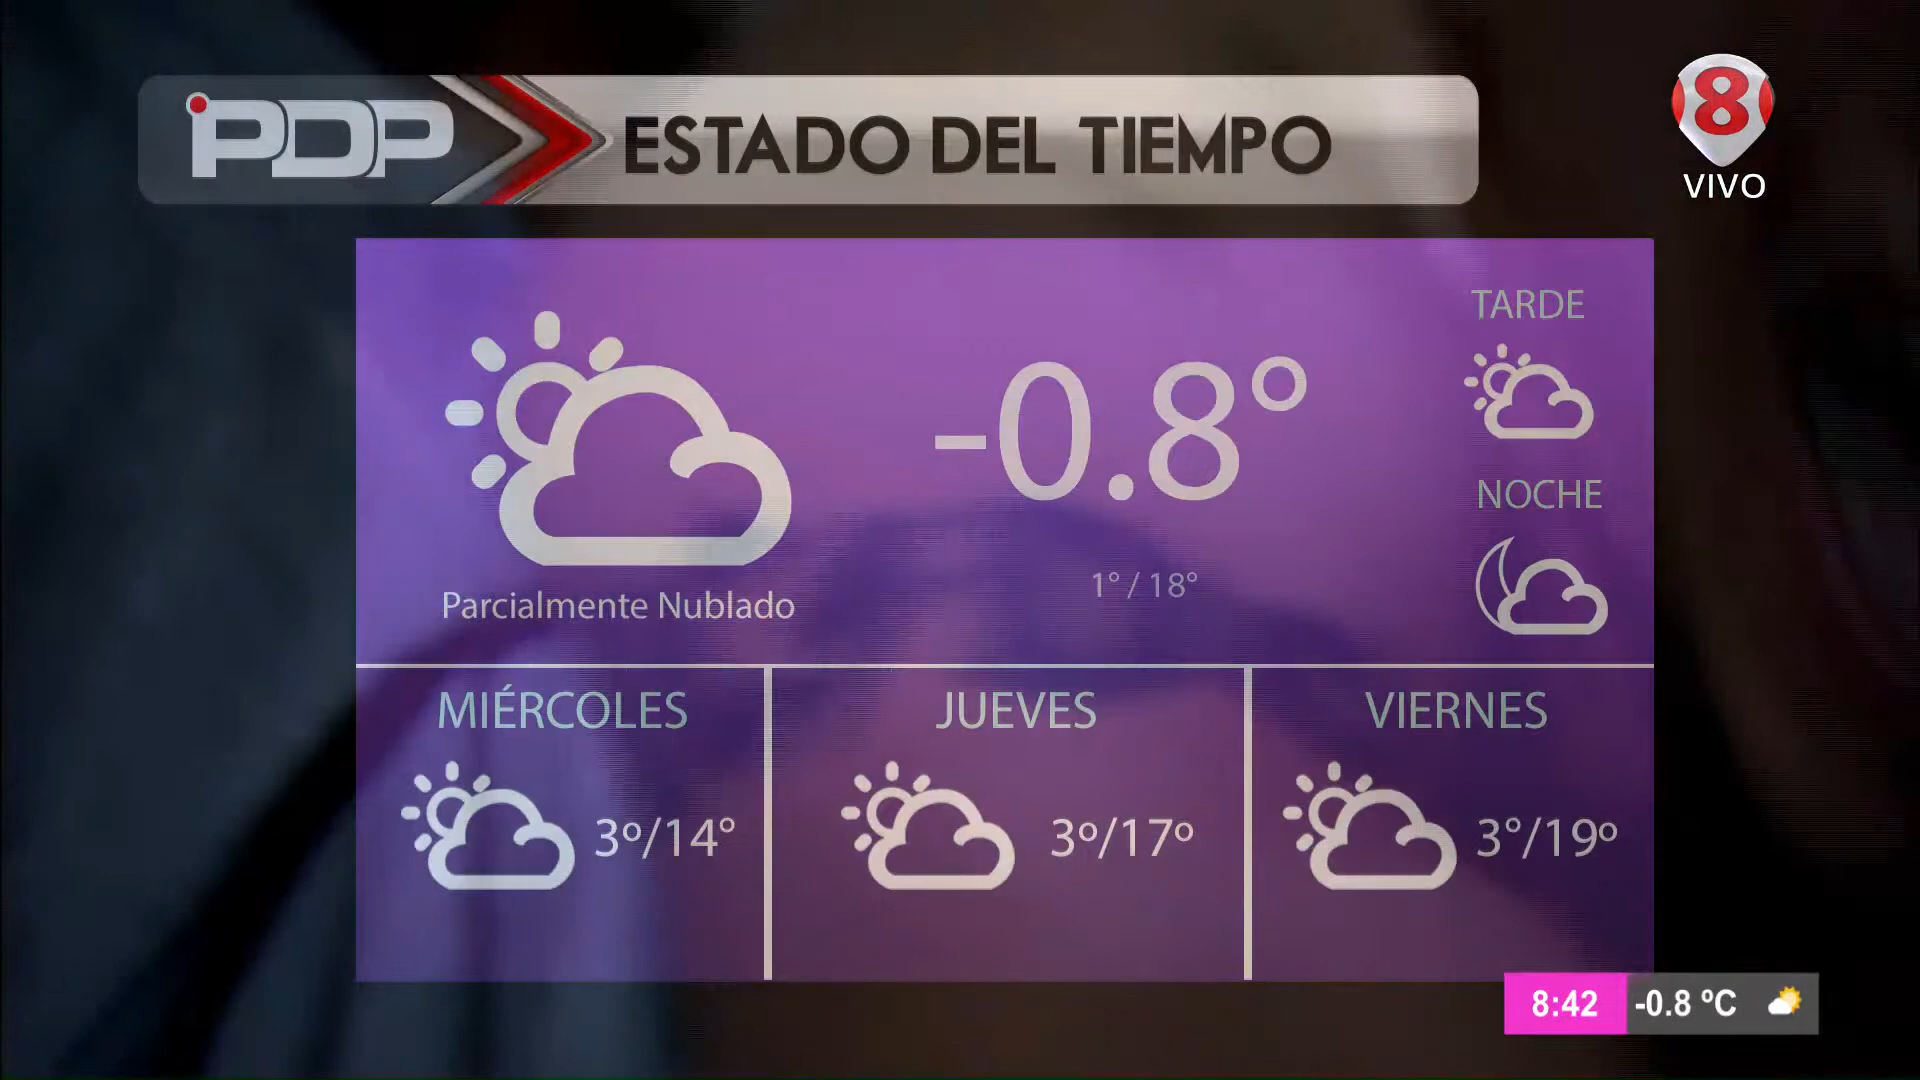 PDP
ESTADO DEL TIEMPO
8
VIVO
-0.8°
1° / 18°
Parcialmente Nublado
TARDE
NOCHE
MIÉRCOLES
3º/14°
JUEVES
3º/17º
VIERNES
3°/19º
8:42
-0.8 ºC